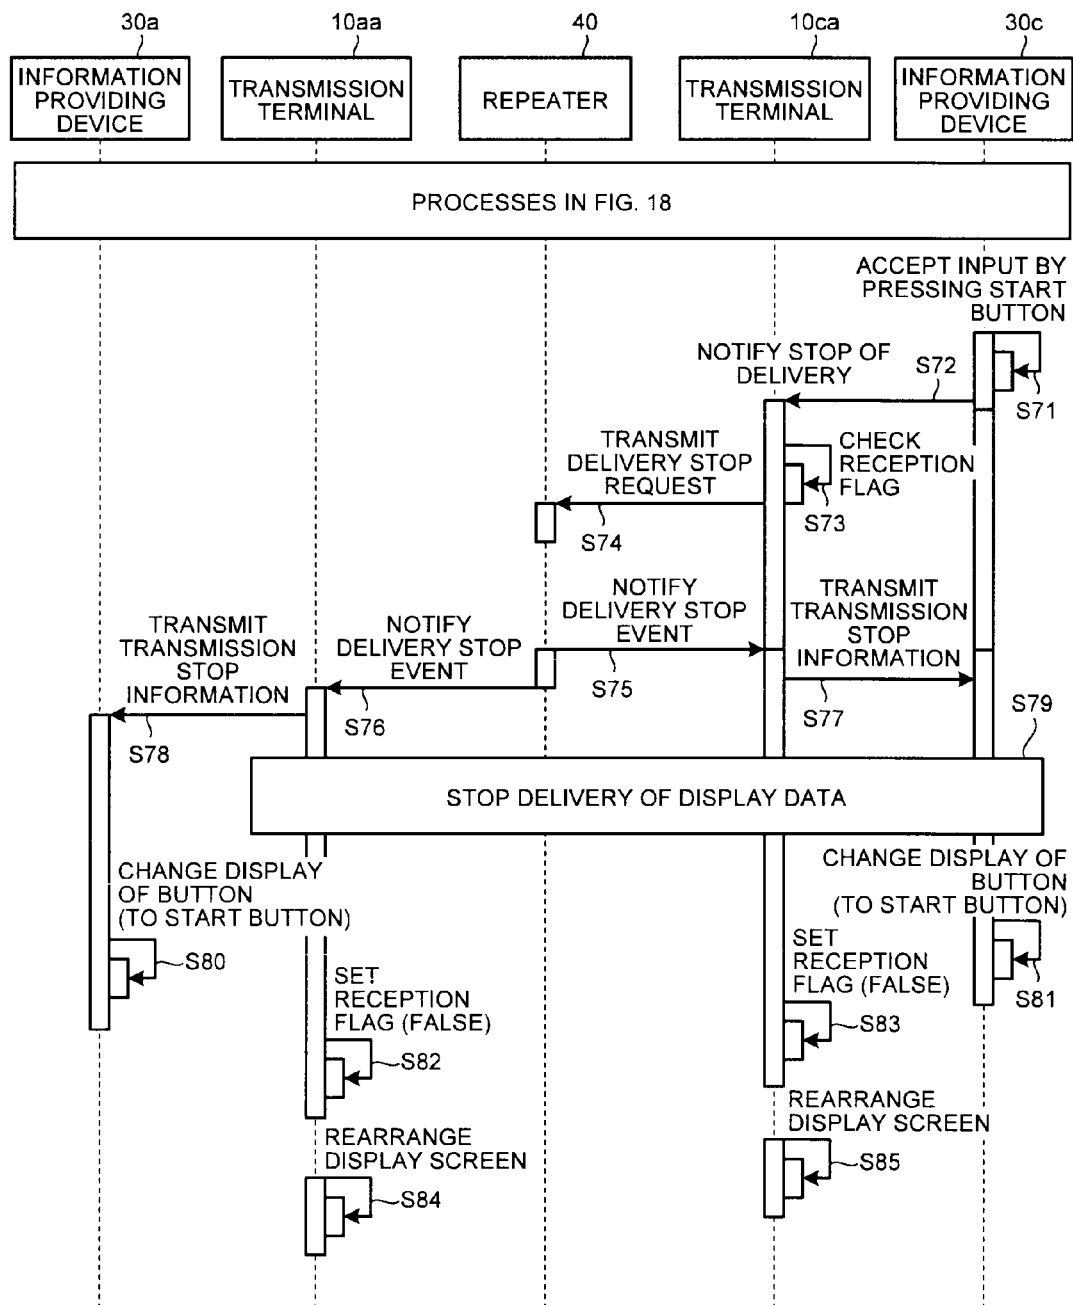 30a
10aa
40
10ca
30c
INFORMATION
PROVIDING
DEVICE
TRANSMISSION
TERMINAL
REPEATER
TRANSMISSION
TERMINAL
INFORMATION
PROVIDING
DEVICE
PROCESSES IN FIG. 18
ACCEPT INPUT BY
PRESSING START
BUTTON
S71
NOTIFY STOP OF
DELIVERY
S72
CHECK
RECEPTION
FLAG
S73
TRANSMIT
DELIVERY STOP
REQUEST
S74
NOTIFY
DELIVERY STOP
EVENT
S75
TRANSMIT
TRANSMISSION
STOP
INFORMATION
S77
NOTIFY
DELIVERY STOP
EVENT
S76
TRANSMIT
TRANSMISSION
STOP
INFORMATION
S78
S79
STOP DELIVERY OF DISPLAY DATA
CHANGE DISPLAY
OF BUTTON
(TO START BUTTON)
S80
CHANGE DISPLAY OF
BUTTON
(TO START BUTTON)
S81
SET
RECEPTION
FLAG (FALSE)
S82
SET
RECEPTION
FLAG (FALSE)
S83
REARRANGE
DISPLAY SCREEN
S84
REARRANGE
DISPLAY SCREEN
S85